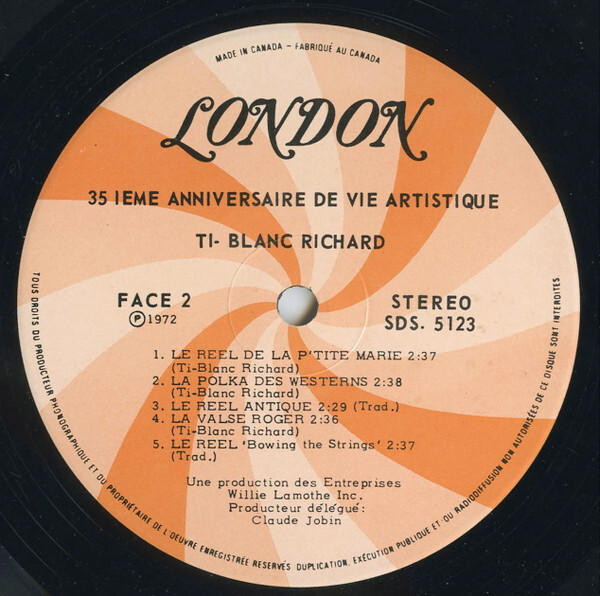 MADE IN CANADA – FABRIQUÉ AU CANADA
LONDON
35 IEME ANNIVERSAIRE DE VIE ARTISTIQUE
TI- BLANC RICHARD
FACE 2
Ⓟ1972
STEREO
SDS. 5123
1. LE REEL DE LA P'TITE MARIE 2:37
(Ti-Blanc Richard)
2. LA POLKA DES WESTERNS 2:38
(Ti-Blanc Richard)
3. LE REEL ANTIQUE 2:29 (Trad.)
4. LA VALSE ROGER 2:36
(Ti-Blanc Richard)
5. LE REEL 'Bowing the Strings' 2:37
(Trad.)
Une production des Entreprises
Willie Lamothe Inc.
Producteur délégué:
Claude Jobin
TOUS DROITS DU PRODUCTEUR PHONOGRAPHIQUE ET DU PROPRIÉTAIRE DE L'OEUVRE ENREGISTRÉE RESERVÉS DUPLICATION, EXÉCUTION PUBLIQUE ET OU RADIODIFFUSION NON AUTORISÉES DE CE DISQUE SONT INTERDITES